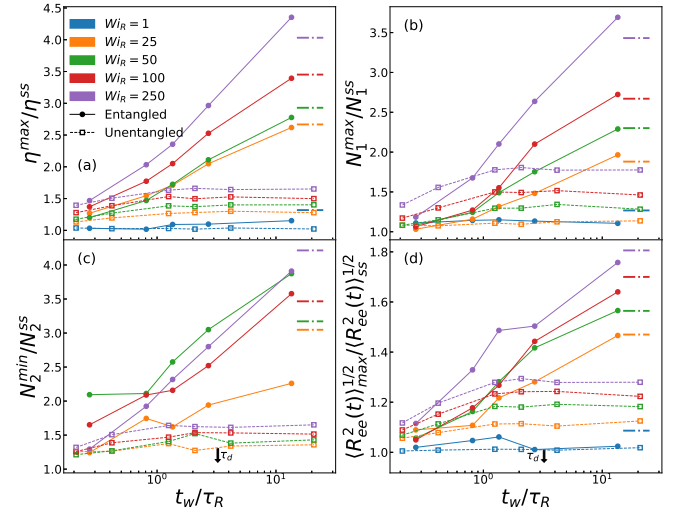 4.5
4.0
3.5
3.0
2.5
2.0
1.5
1.0
η^max/η^ss
Wi_R = 1
Wi_R = 25
Wi_R = 50
Wi_R = 100
Wi_R = 250
Entangled
Unentangled
(a)
3.5
3.0
2.5
2.0
1.5
1.0
N_1^max/N_1^ss
(b)
4.0
3.5
3.0
2.5
2.0
1.5
1.0
N_2^min/N_2^ss
(c)
τ_d
10^0
10^1
t_w/τ_R
1.8
1.6
1.4
1.2
1.0
⟨R_ee^2(t)⟩_max^1/2/⟨R_ee^2(t)⟩_ss^1/2
(d)
τ_d
10^0
10^1
t_w/τ_R